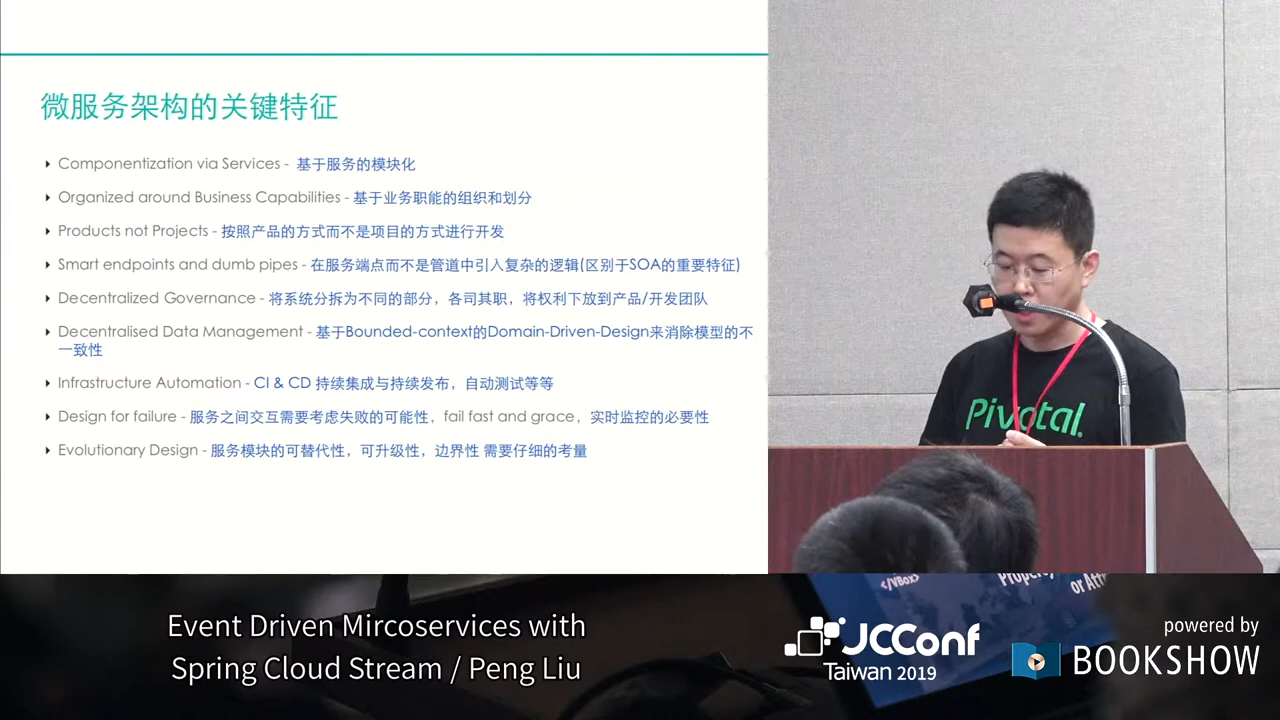 微服务架构的关键特征
Componentization via Services - 基于服务的模块化
Organized around Business Capabilities - 基于业务职能的组织和划分
Products not Projects - 按照产品的方式而不是项目的方式进行开发
Smart endpoints and dumb pipes - 在服务端点而不是管道中引入复杂的逻辑(区别于SOA的重要特征)
Decentralized Governance - 将系统分拆为不同的部分，各司其职，将权利下放到产品/开发团队
Decentralised Data Management - 基于Bounded-context的Domain-Driven-Design来消除模型的不
一致性
Infrastructure Automation - CI & CD 持续集成与持续发布，自动测试等等
Design for failure - 服务之间交互需要考虑失败的可能性，fail fast and grace，实时监控的必要性
Evolutionary Design - 服务模块的可替代性，可升级性，边界性 需要仔细的考量
Pivotal.
</VBox>
or
Event Driven Mircoservices with
Spring Cloud Stream / Peng Liu
JCConf
Taiwan 2019
powered by
BOOKSHOW